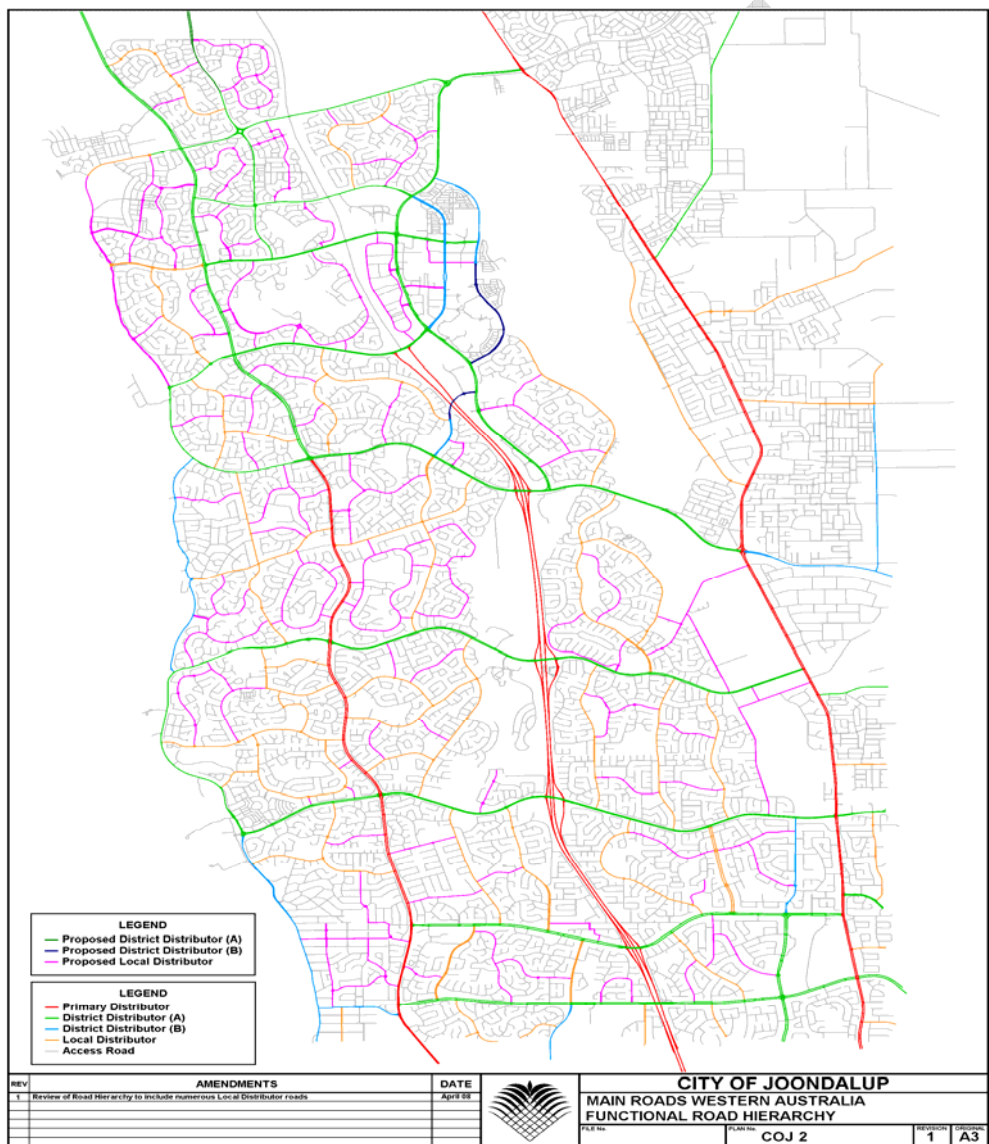 LEGEND
Proposed District Distributor (A)
Proposed District Distributor (B)
Proposed Local Distributor
LEGEND
Primary Distributor
District Distributor (A)
District Distributor (B)
Local Distributor
Access Road
REV AMENDMENTS DATE
1 Review of Road Hierarchy to include numerous Local Distributor roads April 08
CITY OF JOONDALUP
MAIN ROADS WESTERN AUSTRALIA
FUNCTIONAL ROAD HIERARCHY
FILE No. PLAN No. COJ 2 REVISION 1 ORIGINAL A3